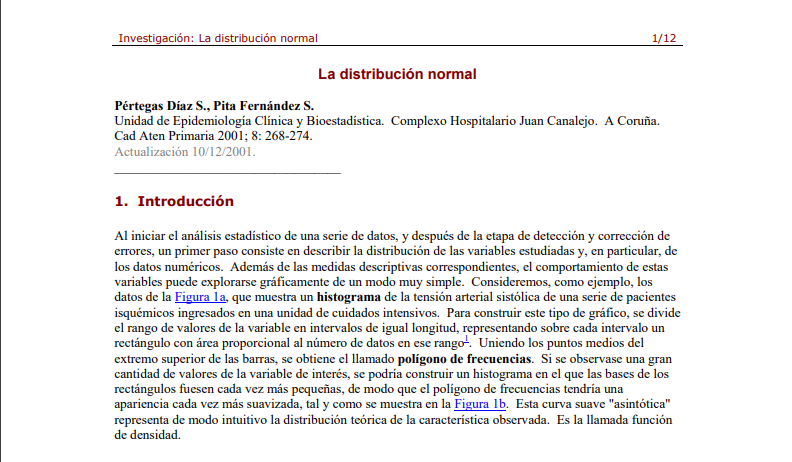 Investigación: La distribución normal 1/12
La distribución normal
Pértegas Díaz S., Pita Fernández S.
Unidad de Epidemiología Clínica y Bioestadística. Complexo Hospitalario Juan Canalejo. A Coruña.
Cad Aten Primaria 2001; 8: 268-274.
Actualización 10/12/2001.
1. Introducción
Al iniciar el análisis estadístico de una serie de datos, y después de la etapa de detección y corrección de
errores, un primer paso consiste en describir la distribución de las variables estudiadas y, en particular, de
los datos numéricos. Además de las medidas descriptivas correspondientes, el comportamiento de estas
variables puede explorarse gráficamente de un modo muy simple. Consideremos, como ejemplo, los
datos de la Figura 1a, que muestra un histograma de la tensión arterial sistólica de una serie de pacientes
isquémicos ingresados en una unidad de cuidados intensivos. Para construir este tipo de gráfico, se divide
el rango de valores de la variable en intervalos de igual longitud, representando sobre cada intervalo un
rectángulo con área proporcional al número de datos en ese rango1. Uniendo los puntos medios del
extremo superior de las barras, se obtiene el llamado polígono de frecuencias. Si se observase una gran
cantidad de valores de la variable de interés, se podría construir un histograma en el que las bases de los
rectángulos fuesen cada vez más pequeñas, de modo que el polígono de frecuencias tendría una
apariencia cada vez más suavizada, tal y como se muestra en la Figura 1b. Esta curva suave "asintótica"
representa de modo intuitivo la distribución teórica de la característica observada. Es la llamada función
de densidad.